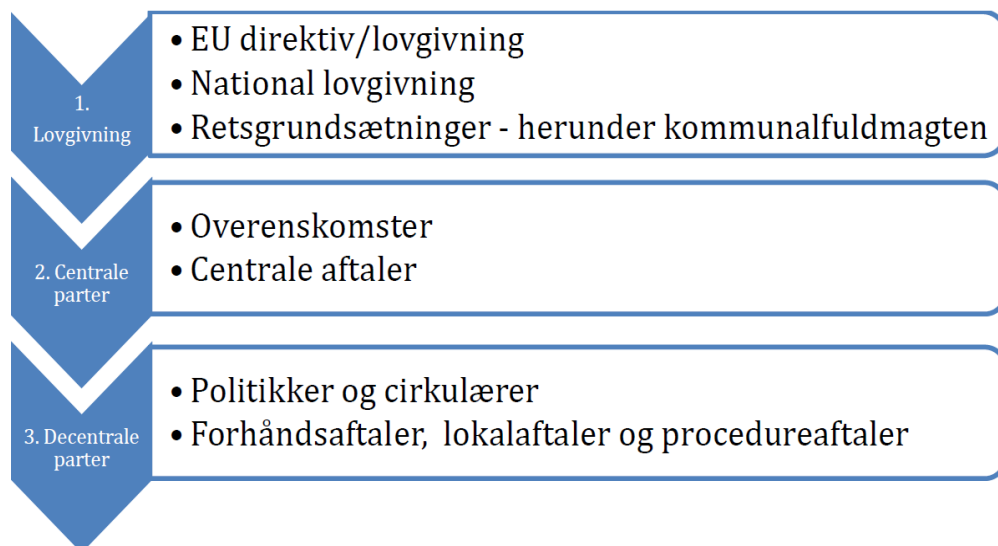 1.
Lovgivning
• EU direktiv/lovgivning
• National lovgivning
• Retsgrundsætninger - herunder kommunalfuldmagten
2. Centrale
parter
• Overenskomster
• Centrale aftaler
3. Decentrale
parter
• Politikker og cirkulærer
• Forhåndsaftaler, lokalaftaler og procedureaftaler